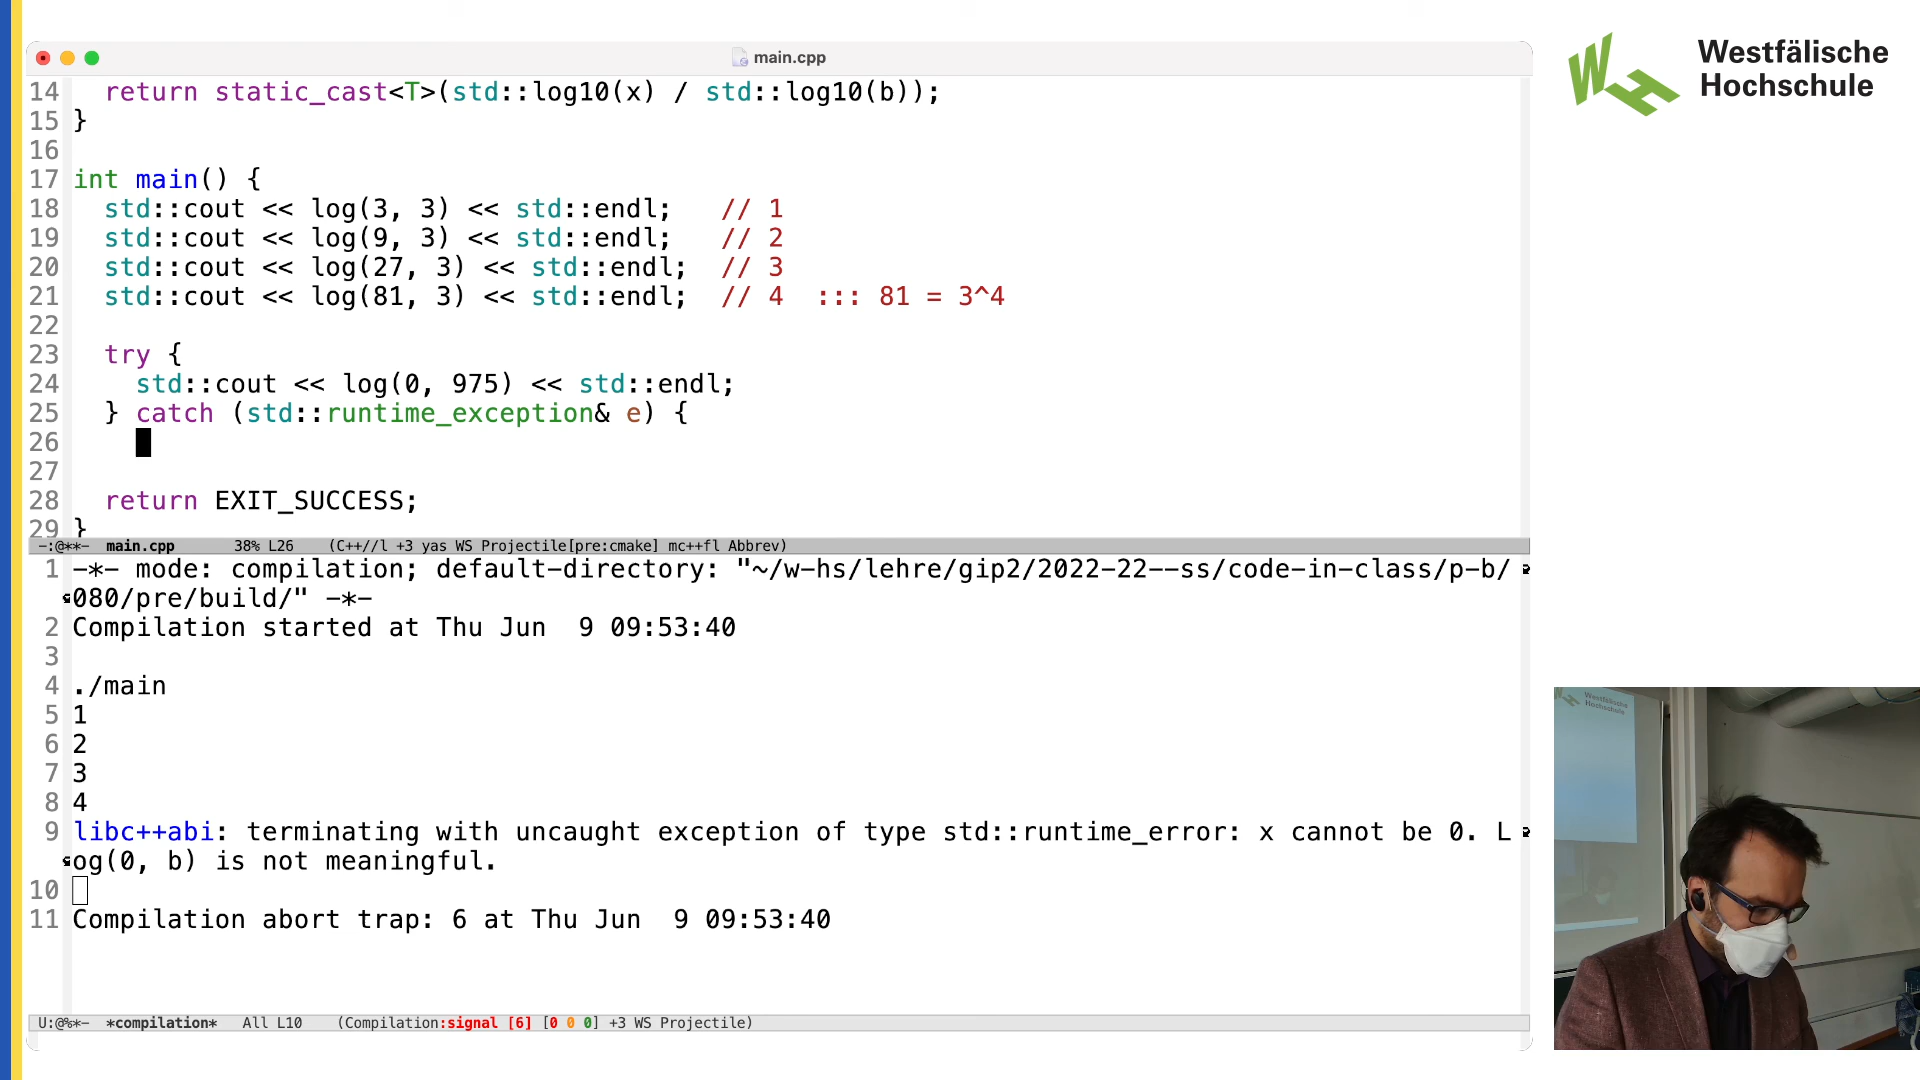 main.cpp
Westfälische
Hochschule
14 return static_cast<T>(std::log10(x) / std::log10(b));
15 }
16
17 int main() {
18 std::cout << log(3, 3) << std::endl; // 1
19 std::cout << log(9, 3) << std::endl; // 2
20 std::cout << log(27, 3) << std::endl; // 3
21 std::cout << log(81, 3) << std::endl; // 4 ::: 81 = 3^4
22
23 try {
24 std::cout << log(0, 975) << std::endl;
25 } catch (std::runtime_exception& e) {
26
27
28 return EXIT_SUCCESS;
29 }
-:@**- main.cpp 38% L26 (C++//l +3 yas WS Projectile[pre:cmake] mc++fl Abbrev)
1 -*- mode: compilation; default-directory: "~/w-hs/lehre/gip2/2022-22--ss/code-in-class/p-b/
080/pre/build/" -*-
2 Compilation started at Thu Jun  9 09:53:40
3
4 ./main
5 1
6 2
7 3
8 4
9 libc++abi: terminating with uncaught exception of type std::runtime_error: x cannot be 0. L
og(0, b) is not meaningful.
10
11 Compilation abort trap: 6 at Thu Jun  9 09:53:40
U:@%*- *compilation* All L10 (Compilation:signal [6] [0 0 0] +3 WS Projectile)
Westfälische
Hochschule